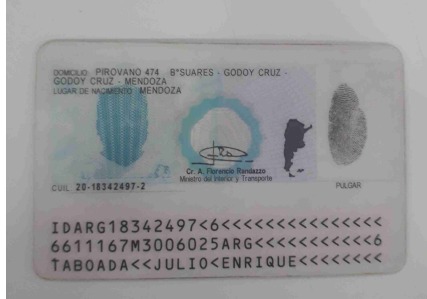 DOMICILIO PIROVANO 474 Bº SUARES - GODOY CRUZ -
GODOY CRUZ - MENDOZA
LUGAR DE NACIMIENTO MENDOZA
Cr. A. Florencio Randazzo
Ministro del Interior y Transporte
CUIL 20-18342497-2
PULGAR
IDARG18342497<6<<<<<<<<<<<<<<<
6611167M3006025ARG<<<<<<<<<<<6
TABOADA<<JULIO<ENRIQUE<<<<<<<<